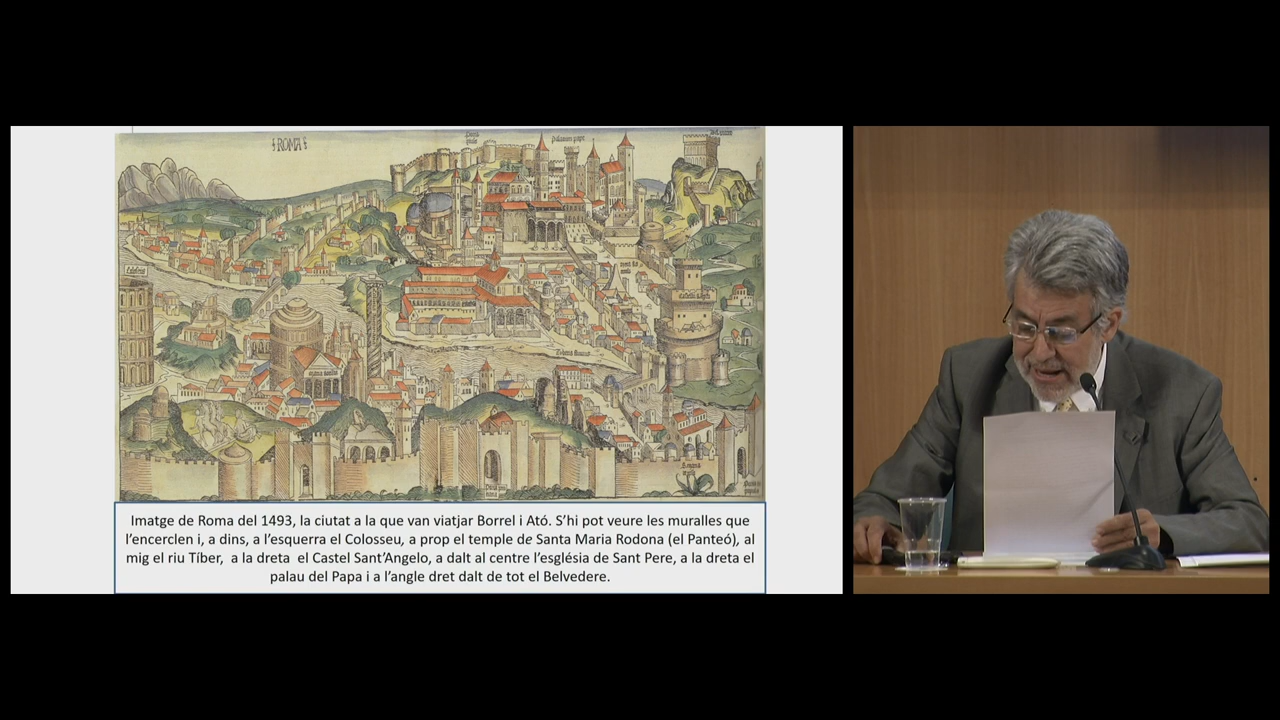 ROMA
Imatge de Roma del 1493, la ciutat a la que van viatjar Borrel i Ató. S’hi pot veure les muralles que
l’encerclen i, a dins, a l’esquerra el Colosseu, a prop el temple de Santa Maria Rodona (el Panteó), al
mig el riu Tíber,  a la dreta  el Castel Sant’Angelo, a dalt al centre l’església de Sant Pere, a la dreta el
palau del Papa i a l’angle dret dalt de tot el Belvedere.